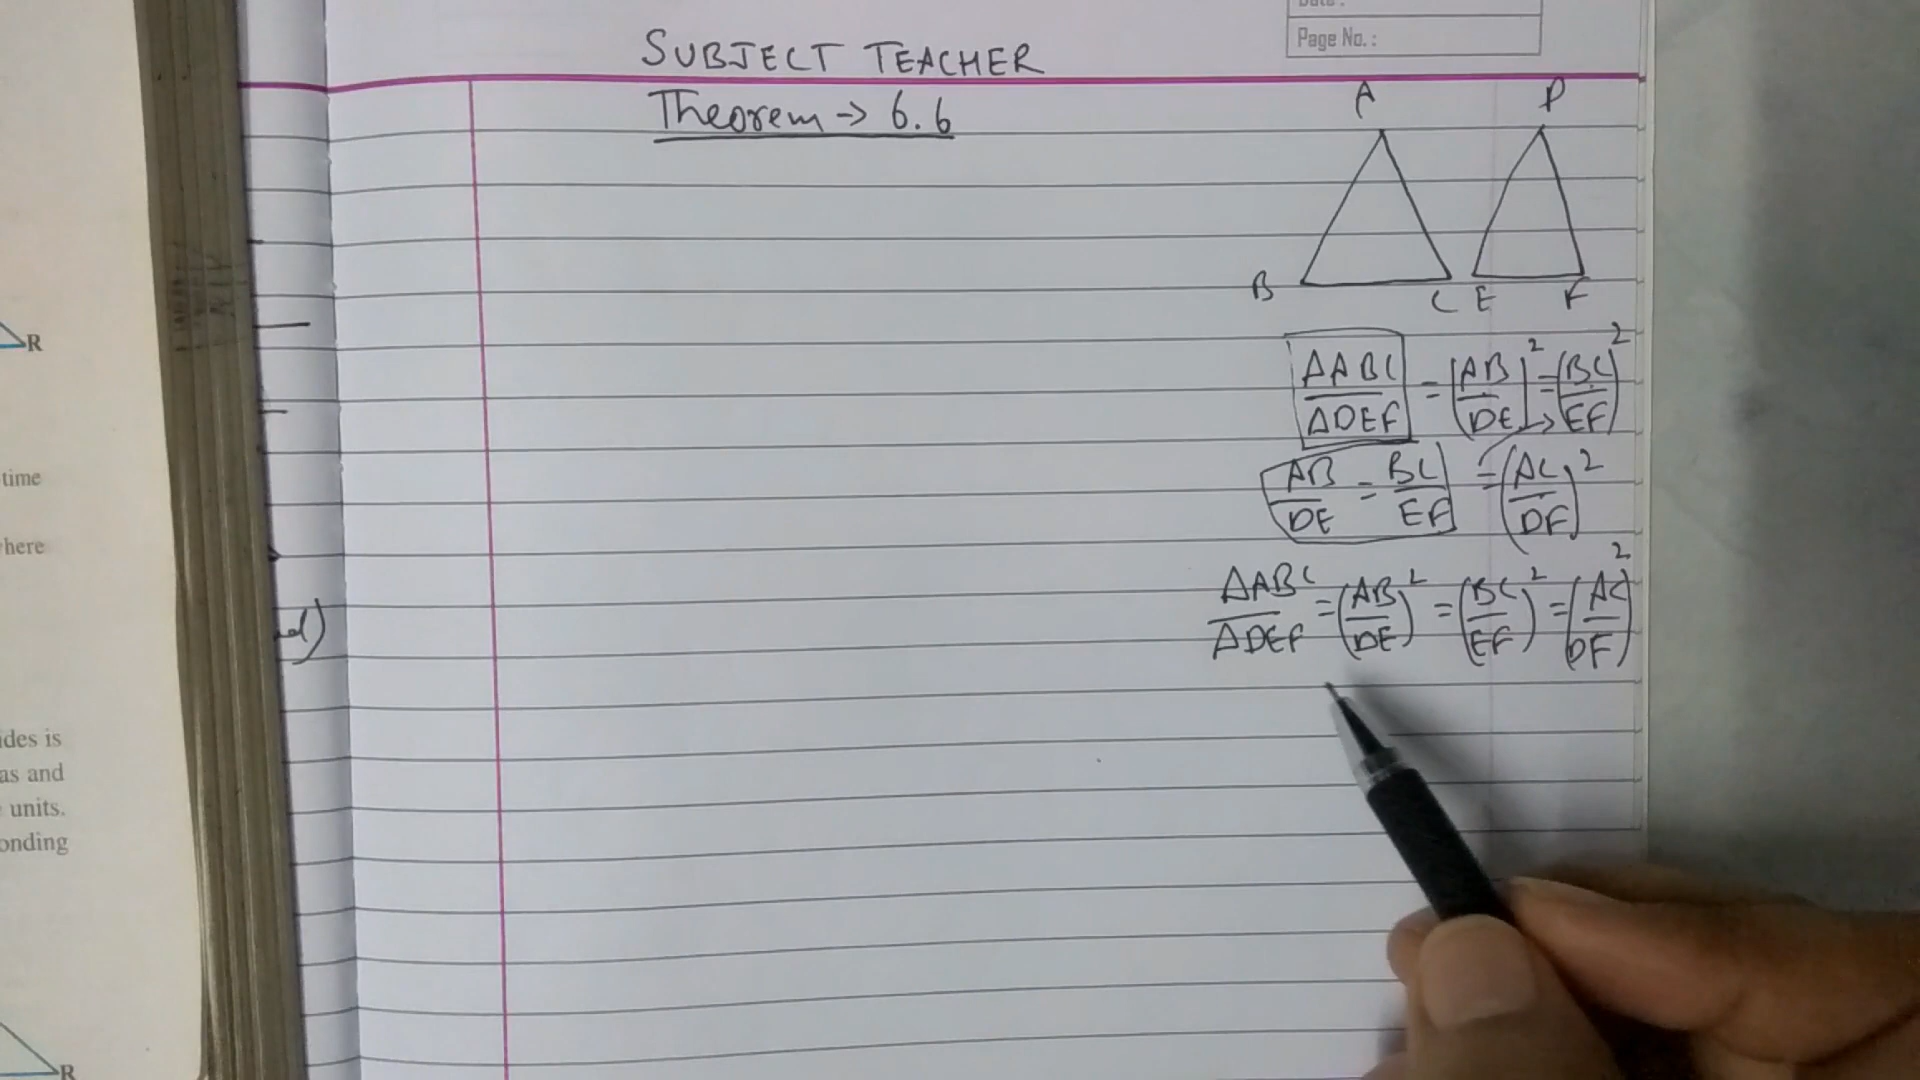 Page No. :
SUBJECT TEACHER
Theorem → 6.6
A
D
B
C
E
F
ΔABC / ΔDEF = (AB / DE)² = (BC / EF)²
AB / DE = BC / EF = (AC / DF)²
ΔABC / ΔDEF = (AB / DE)² = (BC / EF)² = (AC / DF)²
R
time
here
ides is
as and
units.
onding
R